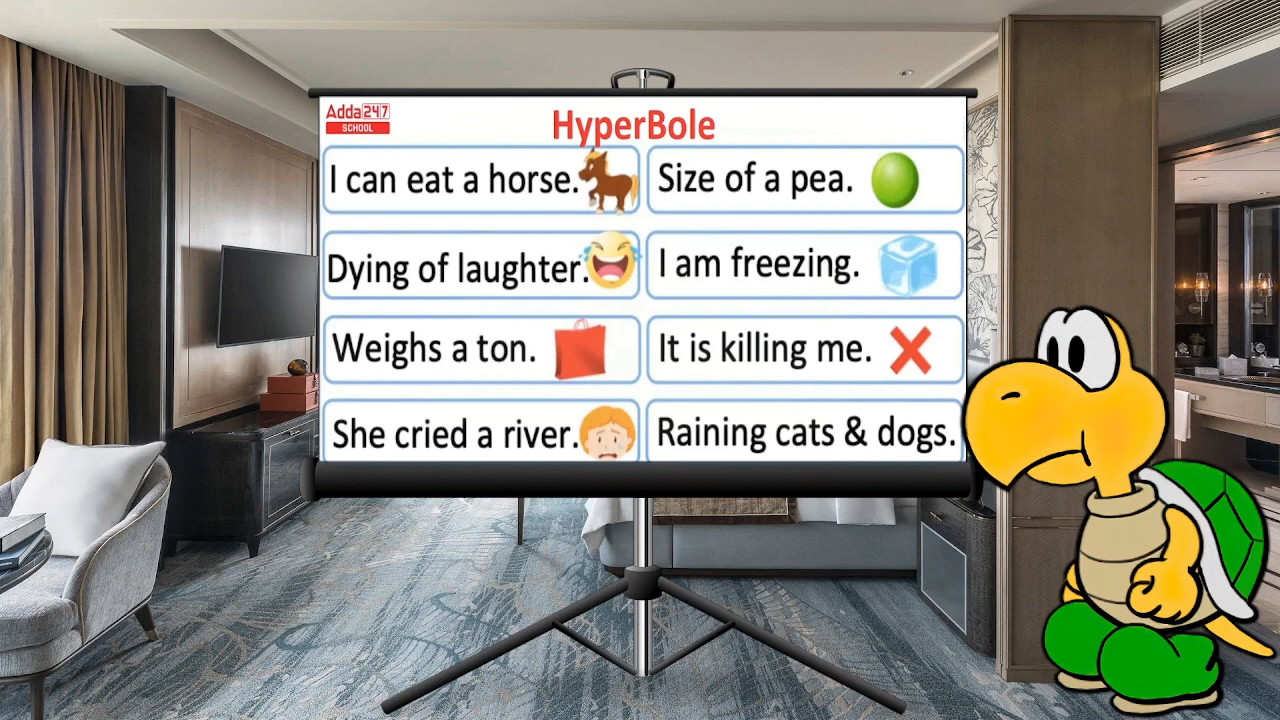 Adda247
SCHOOL
HyperBole
I can eat a horse.
Size of a pea.
Dying of laughter.
I am freezing.
Weighs a ton.
It is killing me.
She cried a river.
Raining cats & dogs.